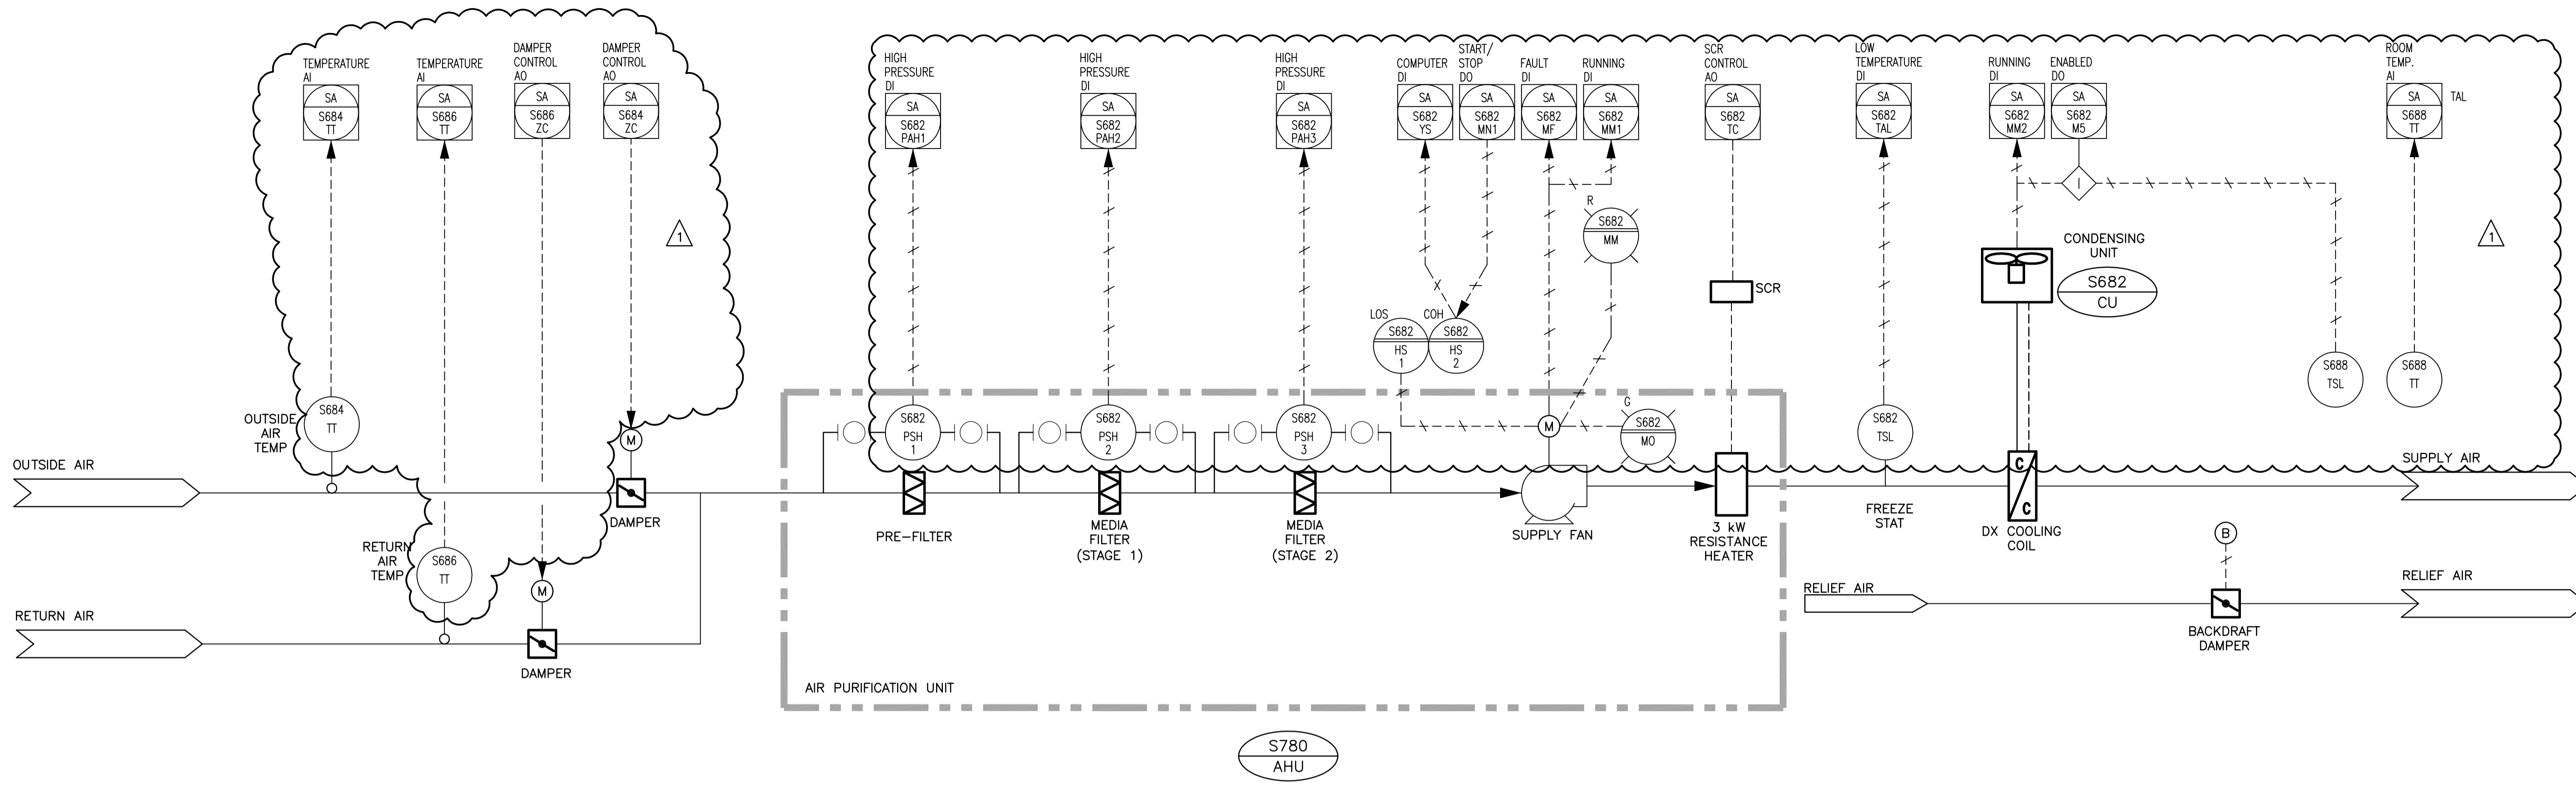 TEMPERATURE
AI
SA
S684
TT
TEMPERATURE
AI
SA
S686
TT
DAMPER
CONTROL
AO
SA
S686
ZC
DAMPER
CONTROL
AO
SA
S684
ZC
1
HIGH
PRESSURE
DI
SA
S682
PAH1
HIGH
PRESSURE
DI
SA
S682
PAH2
HIGH
PRESSURE
DI
SA
S682
PAH3
COMPUTER
DI
SA
S682
YS
START/
STOP
DO
SA
S682
MN1
FAULT
DI
SA
S682
MF
RUNNING
DI
SA
S682
MM1
SCR
CONTROL
AO
SA
S682
TC
LOW
TEMPERATURE
DI
SA
S682
TAL
RUNNING
DI
SA
S682
MM2
ENABLED
DO
SA
S682
M5
ROOM
TEMP.
AI
SA
S688
TT
TAL
I
R
S682
MM
1
CONDENSING
UNIT
S682
CU
SCR
LOS
S682
HS
1
COH
S682
HS
2
S688
TSL
S688
TT
OUTSIDE
AIR
TEMP
S684
TT
M
S682
PSH
1
S682
PSH
2
S682
PSH
3
M
G
S682
MO
S682
TSL
OUTSIDE AIR
DAMPER
PRE-FILTER
MEDIA
FILTER
(STAGE 1)
MEDIA
FILTER
(STAGE 2)
SUPPLY FAN
3 kW
RESISTANCE
HEATER
FREEZE
STAT
C
C
DX COOLING
COIL
SUPPLY AIR
RETURN
AIR
TEMP
S686
TT
M
B
RETURN AIR
DAMPER
RELIEF AIR
BACKDRAFT
DAMPER
RELIEF AIR
AIR PURIFICATION UNIT
S780
AHU